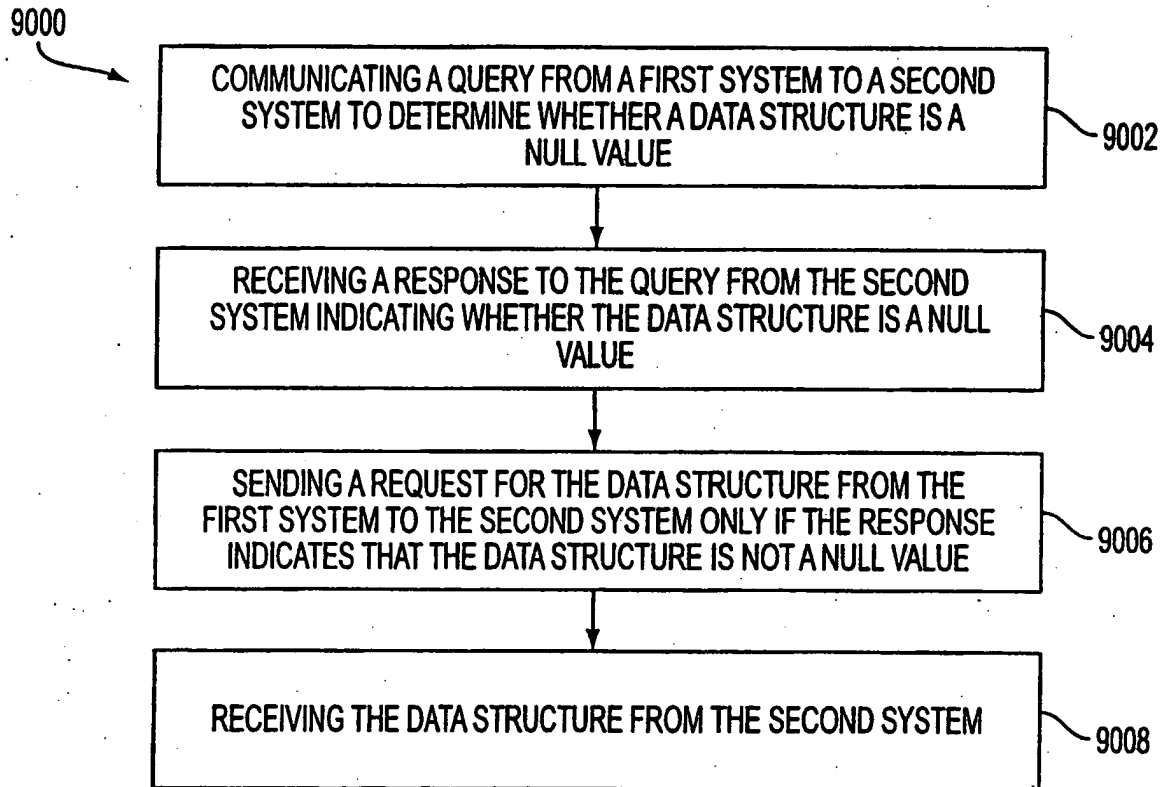 9000
COMMUNICATING A QUERY FROM A FIRST SYSTEM TO A SECOND
SYSTEM TO DETERMINE WHETHER A DATA STRUCTURE IS A
NULL VALUE
9002
RECEIVING A RESPONSE TO THE QUERY FROM THE SECOND
SYSTEM INDICATING WHETHER THE DATA STRUCTURE IS A NULL
VALUE
9004
SENDING A REQUEST FOR THE DATA STRUCTURE FROM THE
FIRST SYSTEM TO THE SECOND SYSTEM ONLY IF THE RESPONSE
INDICATES THAT THE DATA STRUCTURE IS NOT A NULL VALUE
9006
RECEIVING THE DATA STRUCTURE FROM THE SECOND SYSTEM
9008